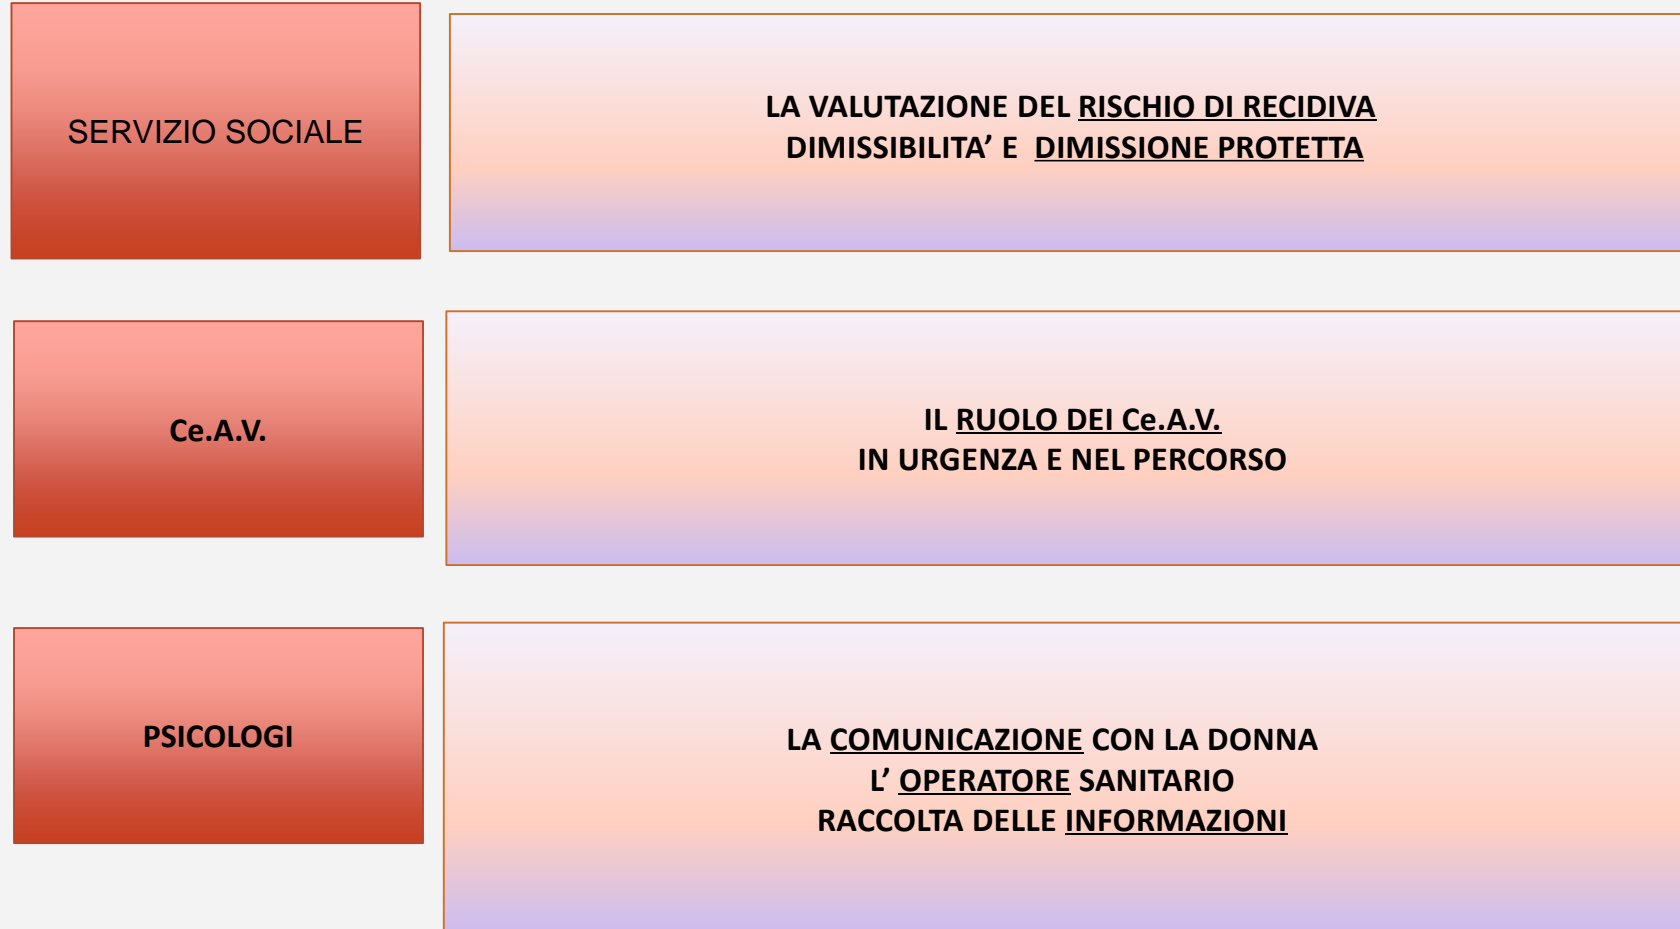 SERVIZIO SOCIALE
LA VALUTAZIONE DEL RISCHIO DI RECIDIVA
DIMISSIBILITA’ E DIMISSIONE PROTETTA
Ce.A.V.
IL RUOLO DEI Ce.A.V.
IN URGENZA E NEL PERCORSO
PSICOLOGI
LA COMUNICAZIONE CON LA DONNA
L’ OPERATORE SANITARIO
RACCOLTA DELLE INFORMAZIONI